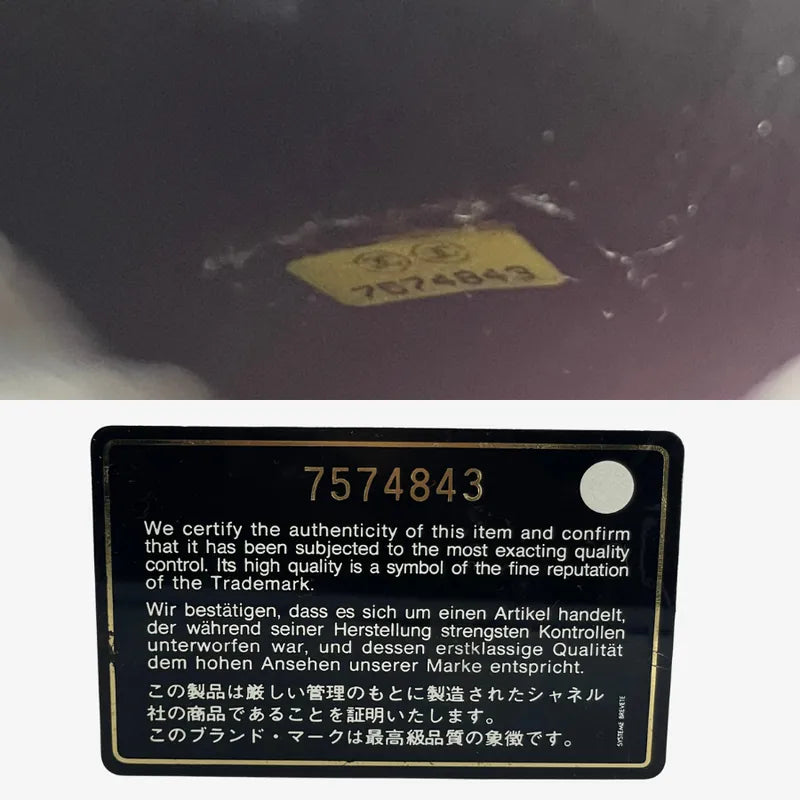 7574843
7574843
We certify the authenticity of this item and confirm
that it has been subjected to the most exacting quality
control. Its high quality is a symbol of the fine reputation
of the Trademark.
Wir bestätigen, dass es sich um einen Artikel handelt,
der während seiner Herstellung strengsten Kontrollen
unterworfen war, und dessen erstklassige Qualität
dem hohen Ansehen unserer Marke entspricht.
この製品は厳しい管理のもとに製造されたシャネル
社の商品であることを証明いたします。
このブランド・マークは最高級品質の象徴です。
SYSTEME BREVETE